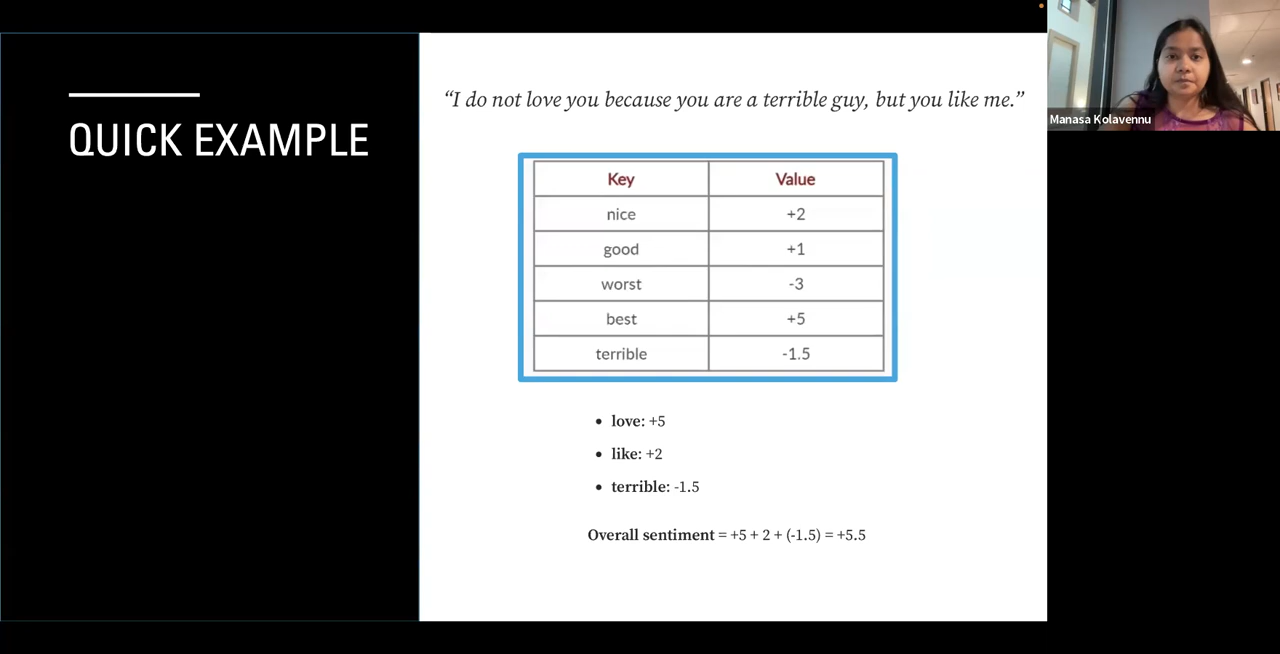 QUICK EXAMPLE
“I do not love you because you are a terrible guy, but you like me.”
Key Value
nice +2
good +1
worst -3
best +5
terrible -1.5
• love: +5
• like: +2
• terrible: -1.5
Overall sentiment = +5 + 2 + (-1.5) = +5.5
Manasa Kolavennu